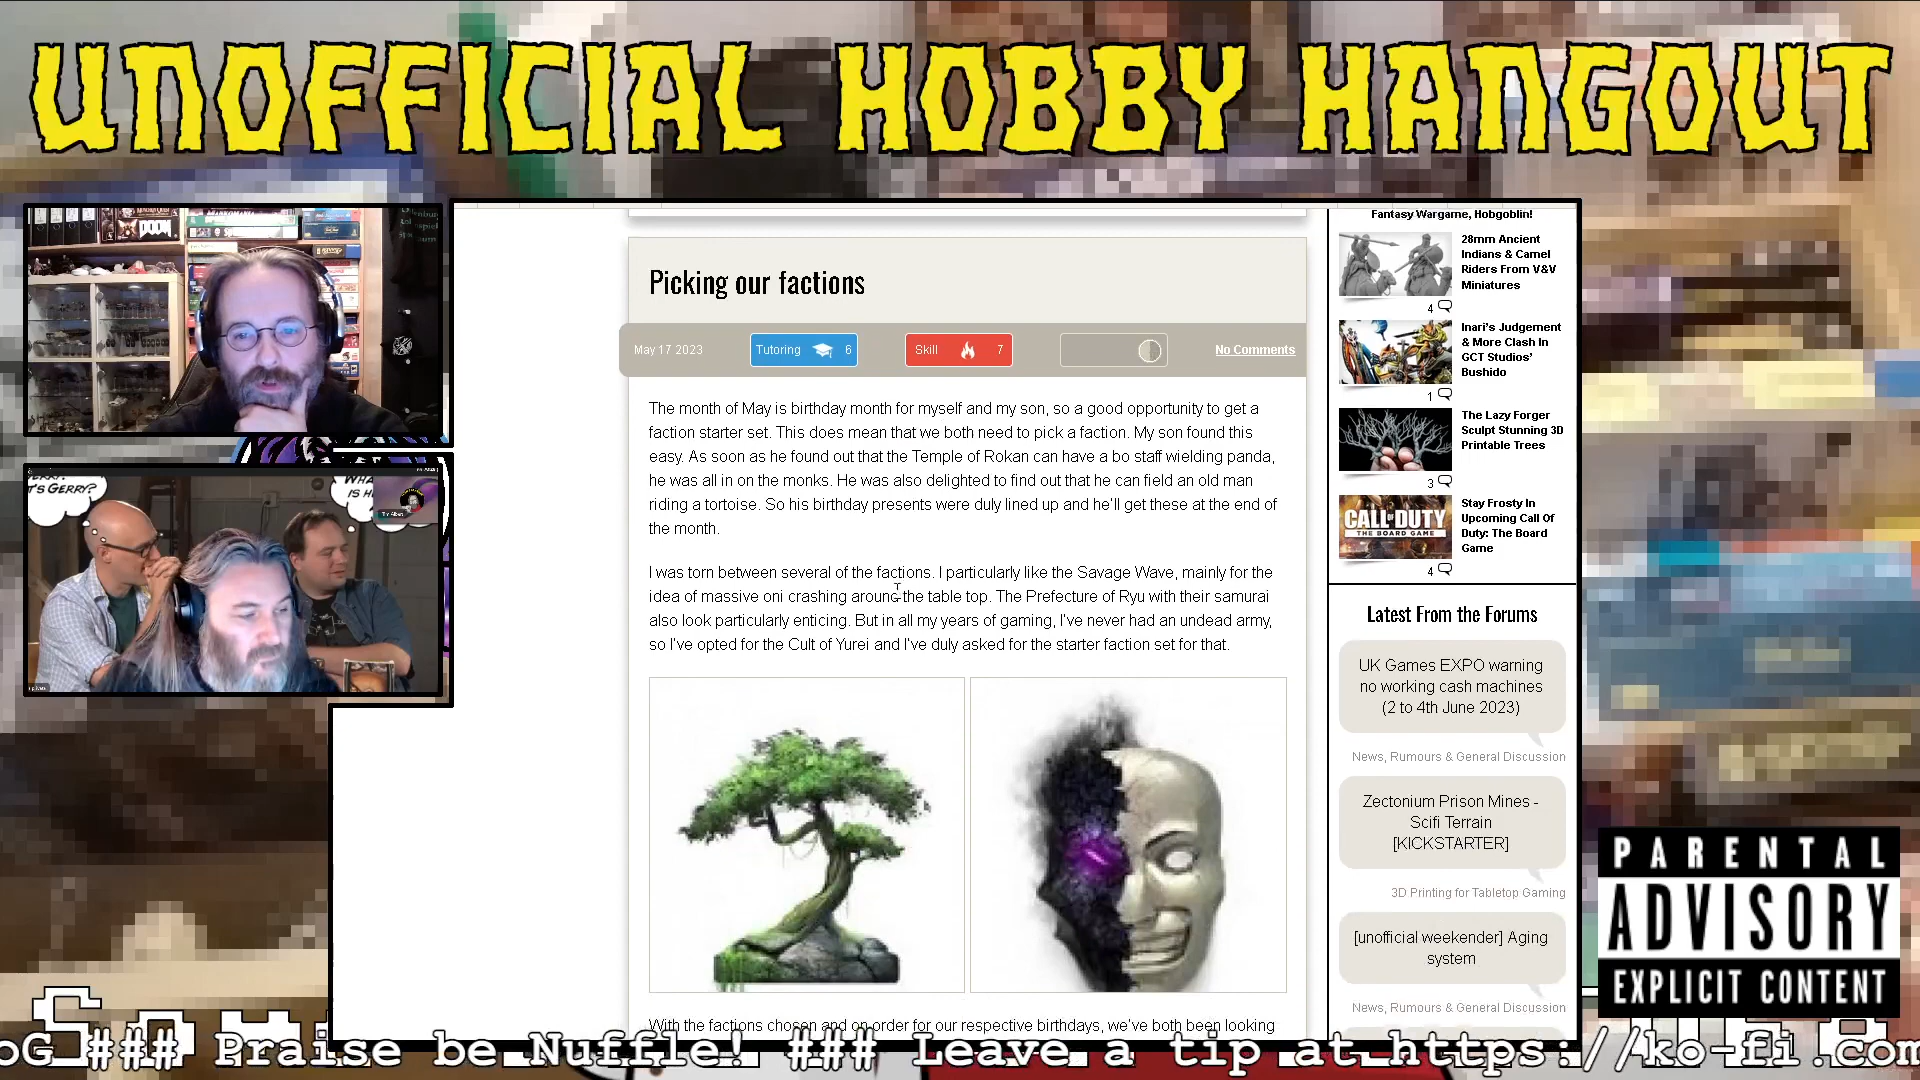 UNOFFICIAL HOBBY HANGOUT
DOOM
T'S GERRY?
WHA
IS H
Tim Albers
Picking our factions
May 17 2023
Tutoring 6
Skill 7
No Comments
The month of May is birthday month for myself and my son, so a good opportunity to get a
faction starter set. This does mean that we both need to pick a faction. My son found this
easy. As soon as he found out that the Temple of Rokan can have a bo staff wielding panda,
he was all in on the monks. He was also delighted to find out that he can field an old man
riding a tortoise. So his birthday presents were duly lined up and he'll get these at the end of
the month.
I was torn between several of the factions. I particularly like the Savage Wave, mainly for the
idea of massive oni crashing around the table top. The Prefecture of Ryu with their samurai
also look particularly enticing. But in all my years of gaming, I've never had an undead army,
so I've opted for the Cult of Yurei and I've duly asked for the starter faction set for that.
With the factions chosen and on order for our respective birthdays, we've both been looking
Fantasy Wargame, Hobgoblin!
28mm Ancient
Indians & Camel
Riders From V&V
Miniatures
4
Inari's Judgement
& More Clash In
GCT Studios'
Bushido
1
The Lazy Forger
Sculpt Stunning 3D
Printable Trees
3
CALL OF DUTY
THE BOARD GAME
Stay Frosty In
Upcoming Call Of
Duty: The Board
Game
4
Latest From the Forums
UK Games EXPO warning
no working cash machines
(2 to 4th June 2023)
News, Rumours & General Discussion
Zectonium Prison Mines -
Scifi Terrain
[KICKSTARTER]
3D Printing for Tabletop Gaming
[unofficial weekender] Aging
system
News, Rumours & General Discussion
PARENTAL
ADVISORY
EXPLICIT CONTENT
oG ### Praise be Nuffle! ### Leave a tip at https://ko-fi.com